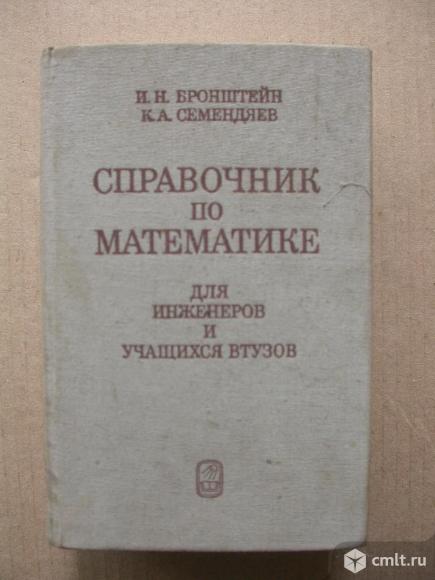 И. Н. БРОНШТЕЙН
К. А. СЕМЕНДЯЕВ
СПРАВОЧНИК
ПО
МАТЕМАТИКЕ
ДЛЯ
ИНЖЕНЕРОВ
И
УЧАЩИХСЯ ВТУЗОВ
cmlt.ru